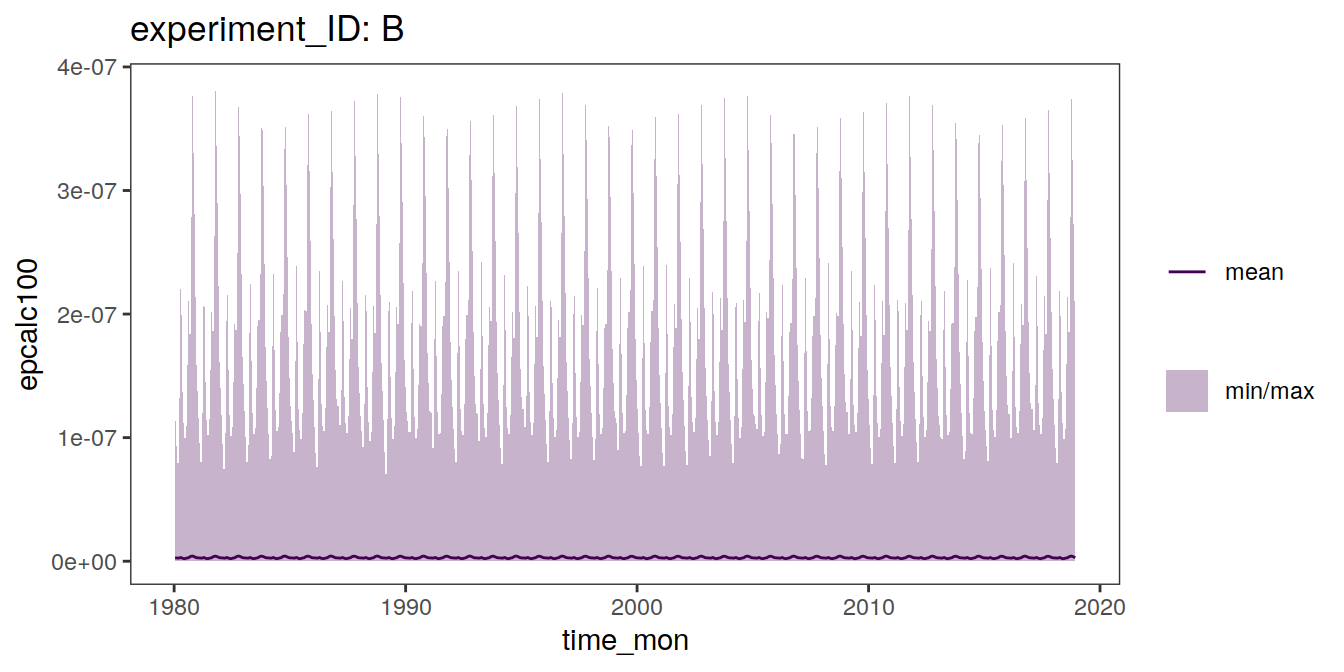 experiment_ID: B
4e-07
3e-07
2e-07
1e-07
0e+00
epcalc100
1980
1990
2000
2010
2020
time_mon
mean
min/max